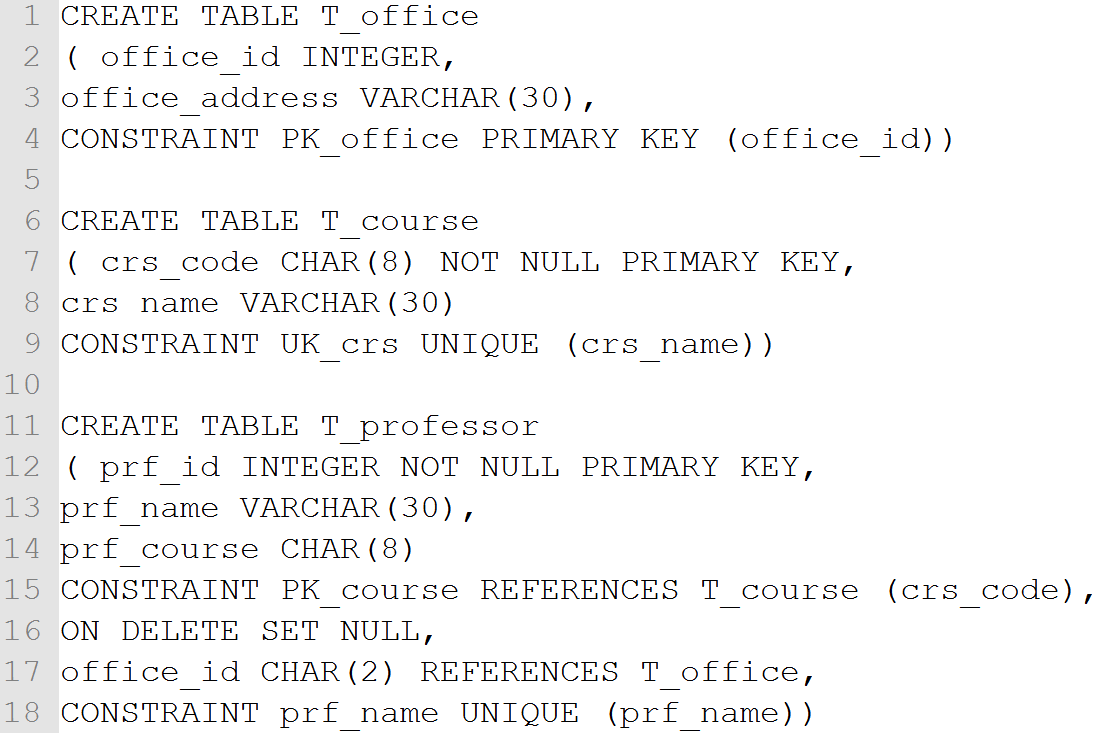 1 CREATE TABLE T_office
2 ( office_id INTEGER,
3 office_address VARCHAR(30),
4 CONSTRAINT PK_office PRIMARY KEY (office_id))
5
6 CREATE TABLE T_course
7 ( crs_code CHAR(8) NOT NULL PRIMARY KEY,
8 crs name VARCHAR(30)
9 CONSTRAINT UK_crs UNIQUE (crs_name))
10
11 CREATE TABLE T_professor
12 ( prf_id INTEGER NOT NULL PRIMARY KEY,
13 prf_name VARCHAR(30),
14 prf_course CHAR(8)
15 CONSTRAINT PK_course REFERENCES T_course (crs_code),
16 ON DELETE SET NULL,
17 office_id CHAR(2) REFERENCES T_office,
18 CONSTRAINT prf_name UNIQUE (prf_name))